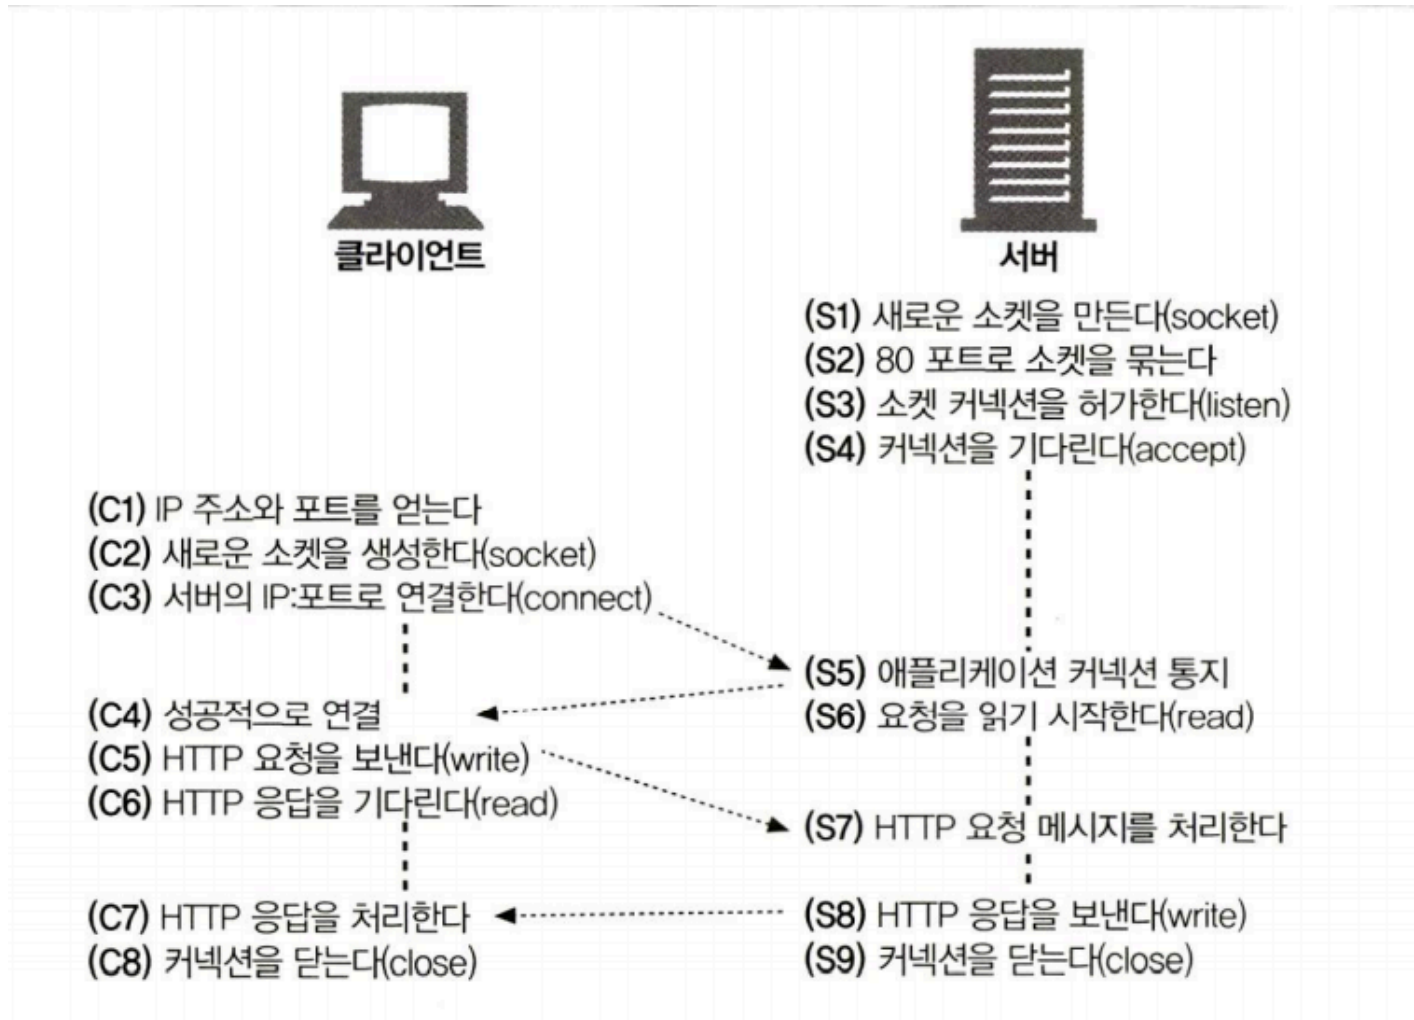 클라이언트
서버
(S1) 새로운 소켓을 만든다(socket)
(S2) 80 포트로 소켓을 묶는다
(S3) 소켓 커넥션을 허가한다(listen)
(S4) 커넥션을 기다린다(accept)
(C1) IP 주소와 포트를 얻는다
(C2) 새로운 소켓을 생성한다(socket)
(C3) 서버의 IP:포트로 연결한다(connect)
(S5) 애플리케이션 커넥션 통지
(C4) 성공적으로 연결
(S6) 요청을 읽기 시작한다(read)
(C5) HTTP 요청을 보낸다(write)
(C6) HTTP 응답을 기다린다(read)
(S7) HTTP 요청 메시지를 처리한다
(C7) HTTP 응답을 처리한다
(S8) HTTP 응답을 보낸다(write)
(C8) 커넥션을 닫는다(close)
(S9) 커넥션을 닫는다(close)